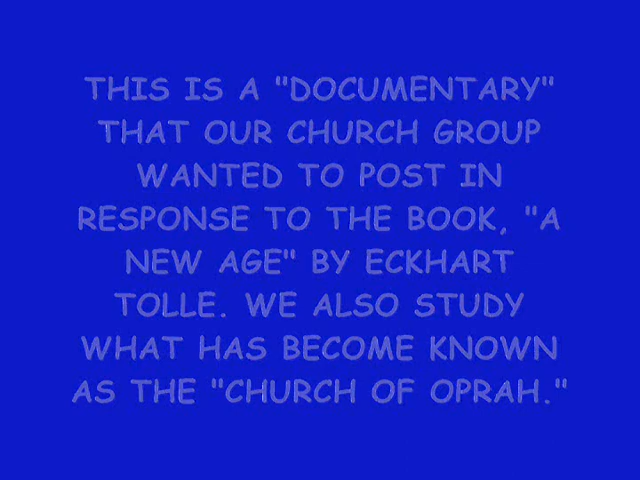 THIS IS A "DOCUMENTARY"
THAT OUR CHURCH GROUP
WANTED TO POST IN
RESPONSE TO THE BOOK, "A
NEW AGE" BY ECKHART
TOLLE. WE ALSO STUDY
WHAT HAS BECOME KNOWN
AS THE "CHURCH OF OPRAH."